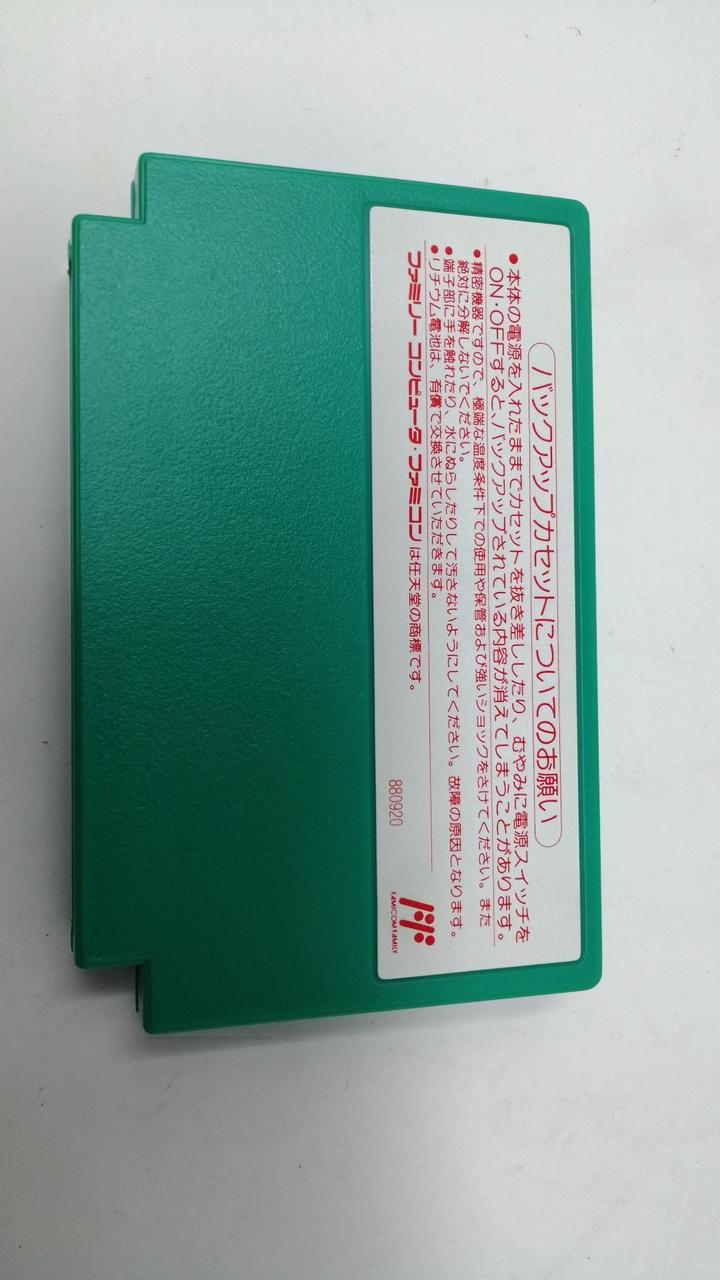 バックアップカセットについてのお願い
●本体の電源を入れたままでカセットを抜き差ししたり、むやみに電源スイッチを
ON・OFFすると、バックアップされている内容が消えてしまうことがあります。
●精密機器ですので、極端な温度条件下での使用や保管および強いショックをさけてください。また
絶対に分解しないでください。
●端子部に手を触れたり、水にぬらしたりして汚さないようにしてください。故障の原因となります。
●リチウム電池は、有償で交換させていただきます。
ファミリーコンピュータ・ファミコンは任天堂の商標です。
880920
FAMICOM FAMILY